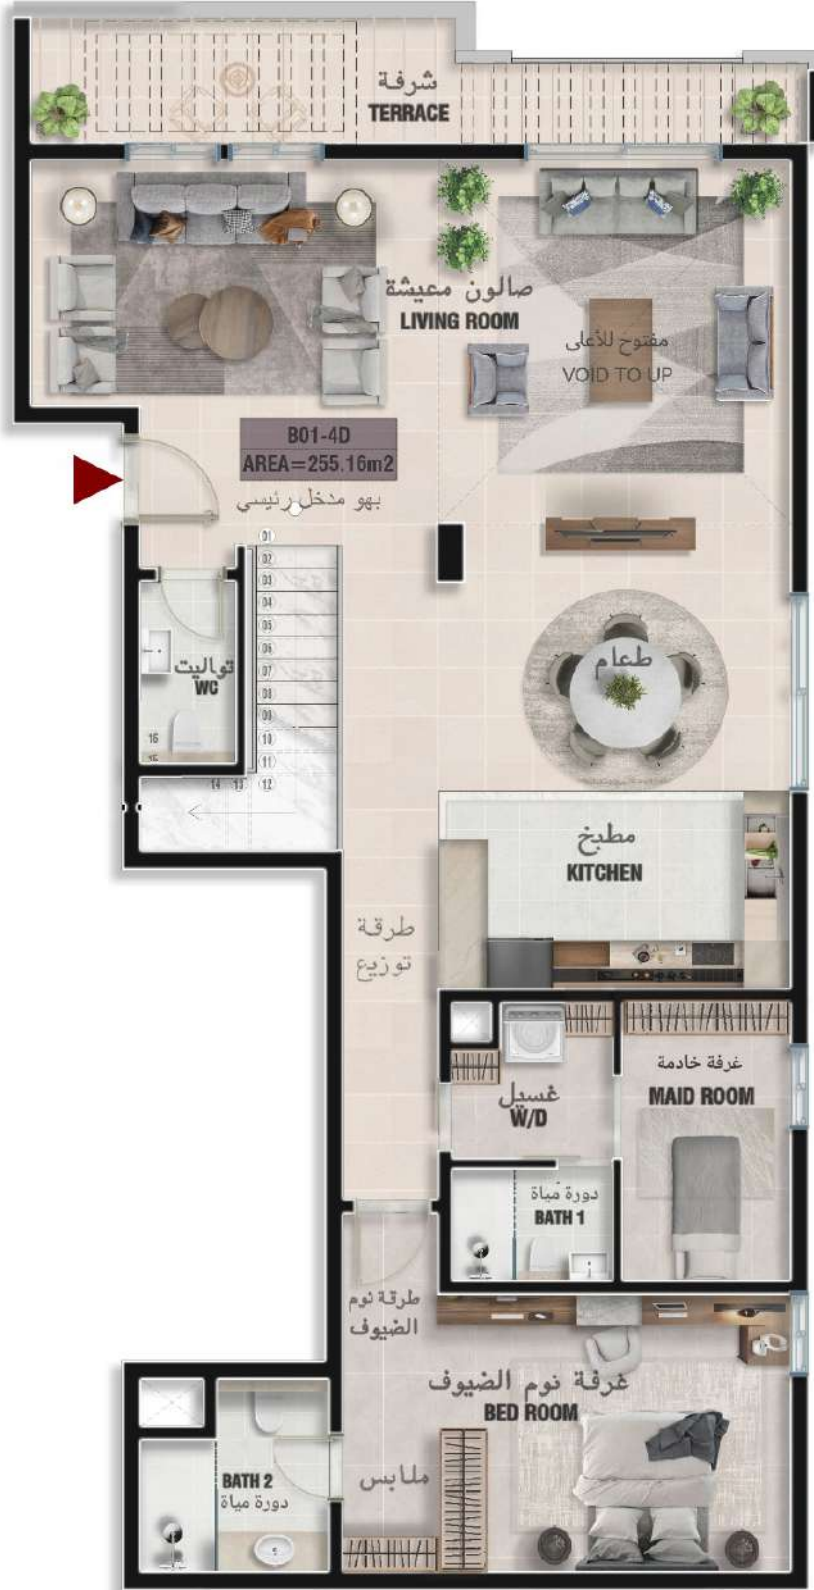 شرفة
TERRACE
صالون معيشة
LIVING ROOM
مفتوح للأعلى
VOID TO UP
B01-4D
AREA=255.16m2
بهو مدخل رئيسي
01
02
03
04
05
06
07
08
09
10
11
12
13
14
15
16
تواليت
WC
طعام
مطبخ
KITCHEN
طرقة
توزيع
غسيل
W/D
غرفة خادمة
MAID ROOM
دورة مياة
BATH 1
طرقة نوم
الضيوف
غرفة نوم الضيوف
BED ROOM
ملابس
BATH 2
دورة مياة